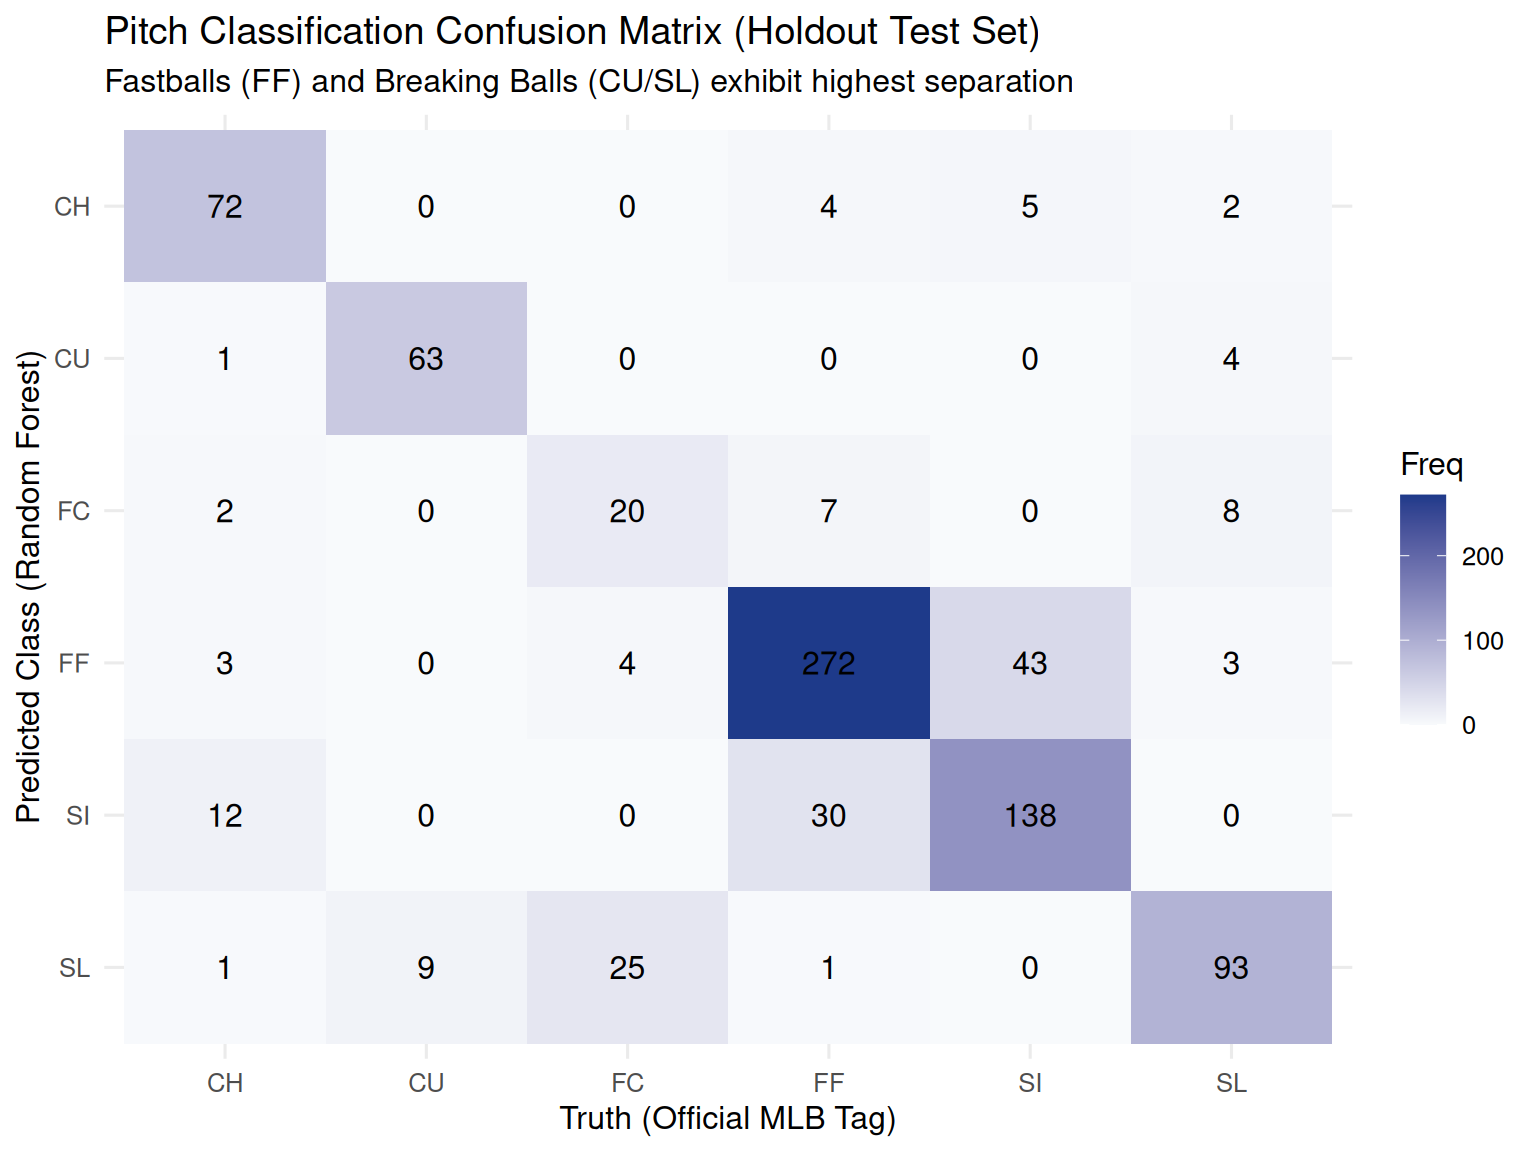 Pitch Classification Confusion Matrix (Holdout Test Set)
Fastballs (FF) and Breaking Balls (CU/SL) exhibit highest separation
Predicted Class (Random Forest)
CH 72 0 0 4 5 2
CU 1 63 0 0 0 4
FC 2 0 20 7 0 8
FF 3 0 4 272 43 3
SI 12 0 0 30 138 0
SL 1 9 25 1 0 93
CH CU FC FF SI SL
Truth (Official MLB Tag)
Freq
200
100
0